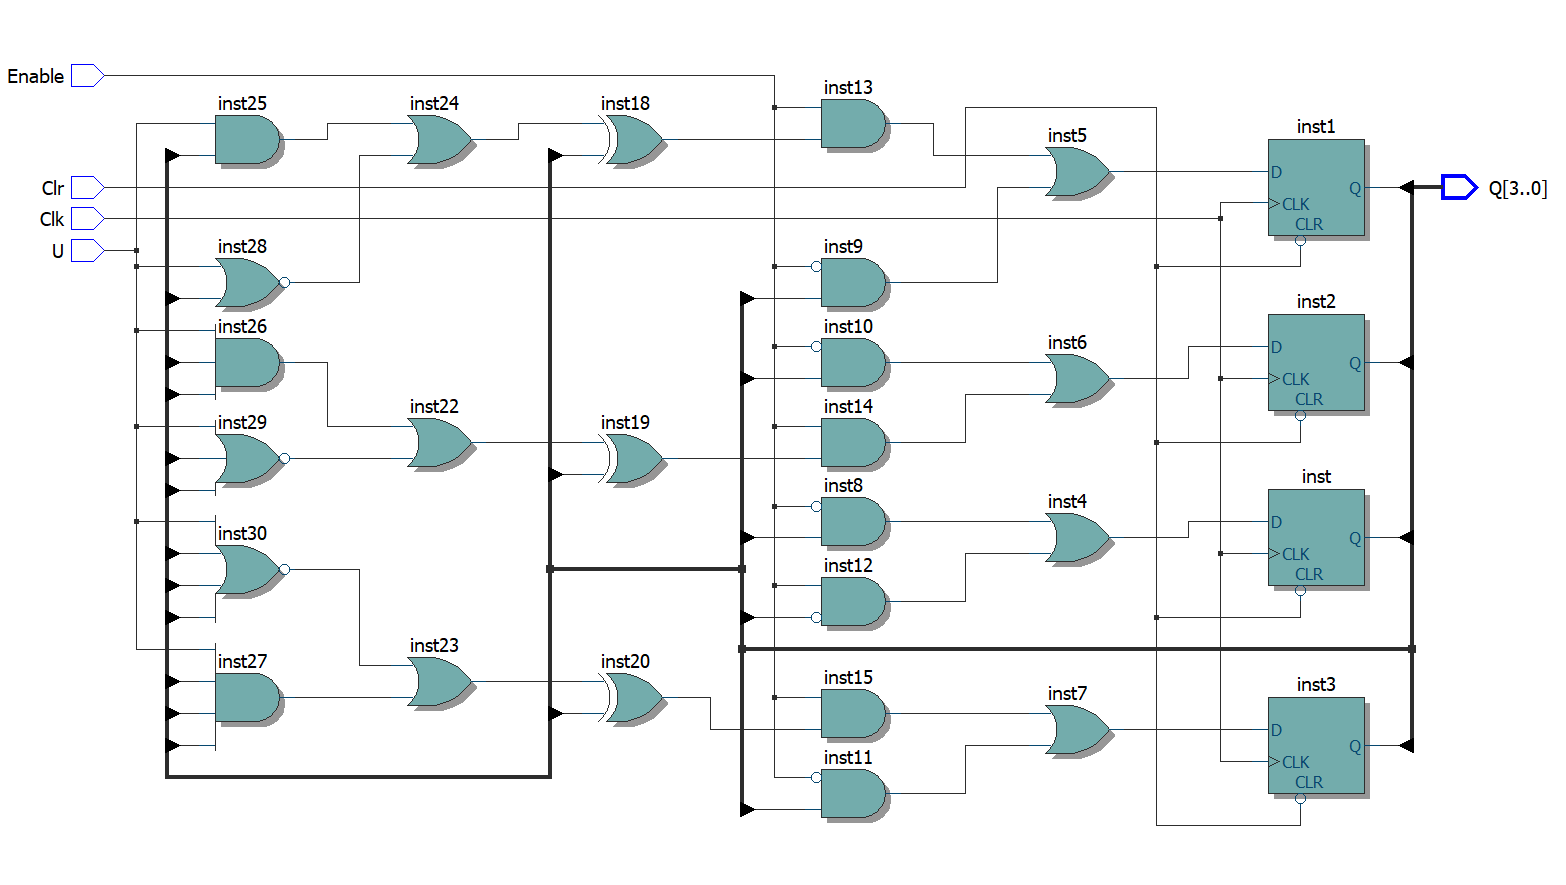 Enable
inst25
inst24
inst18
inst13
inst5
inst1
D
Q
CLK
CLR
Q[3..0]
Clr
Clk
U
inst28
inst9
inst26
inst10
inst6
inst2
D
Q
CLK
CLR
inst29
inst22
inst19
inst14
inst8
inst4
inst
D
Q
CLK
CLR
inst30
inst12
inst27
inst23
inst20
inst15
inst7
inst3
D
Q
CLK
CLR
inst11